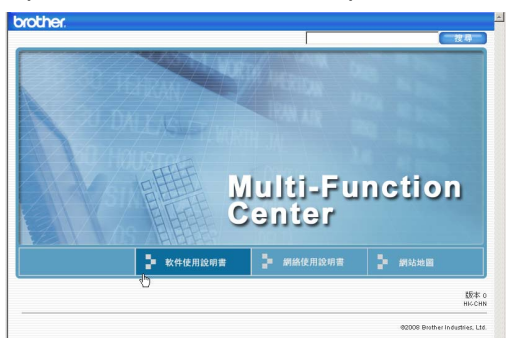 brother.
搜尋
Multi-Function
Center
軟件使用說明書 網絡使用說明書 網站地圖
版本 0
HK-CHN
©2008 Brother Industries, Ltd.